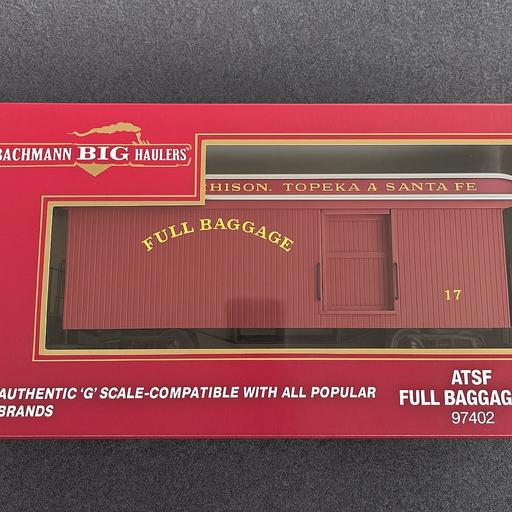 BACHMANN BIG HAULERS
HISON, TOPEKA & SANTA FE
FULL BAGGAGE
17
AUTHENTIC 'G' SCALE-COMPATIBLE WITH ALL POPULAR
BRANDS
ATSF
FULL BAGGAG
97402